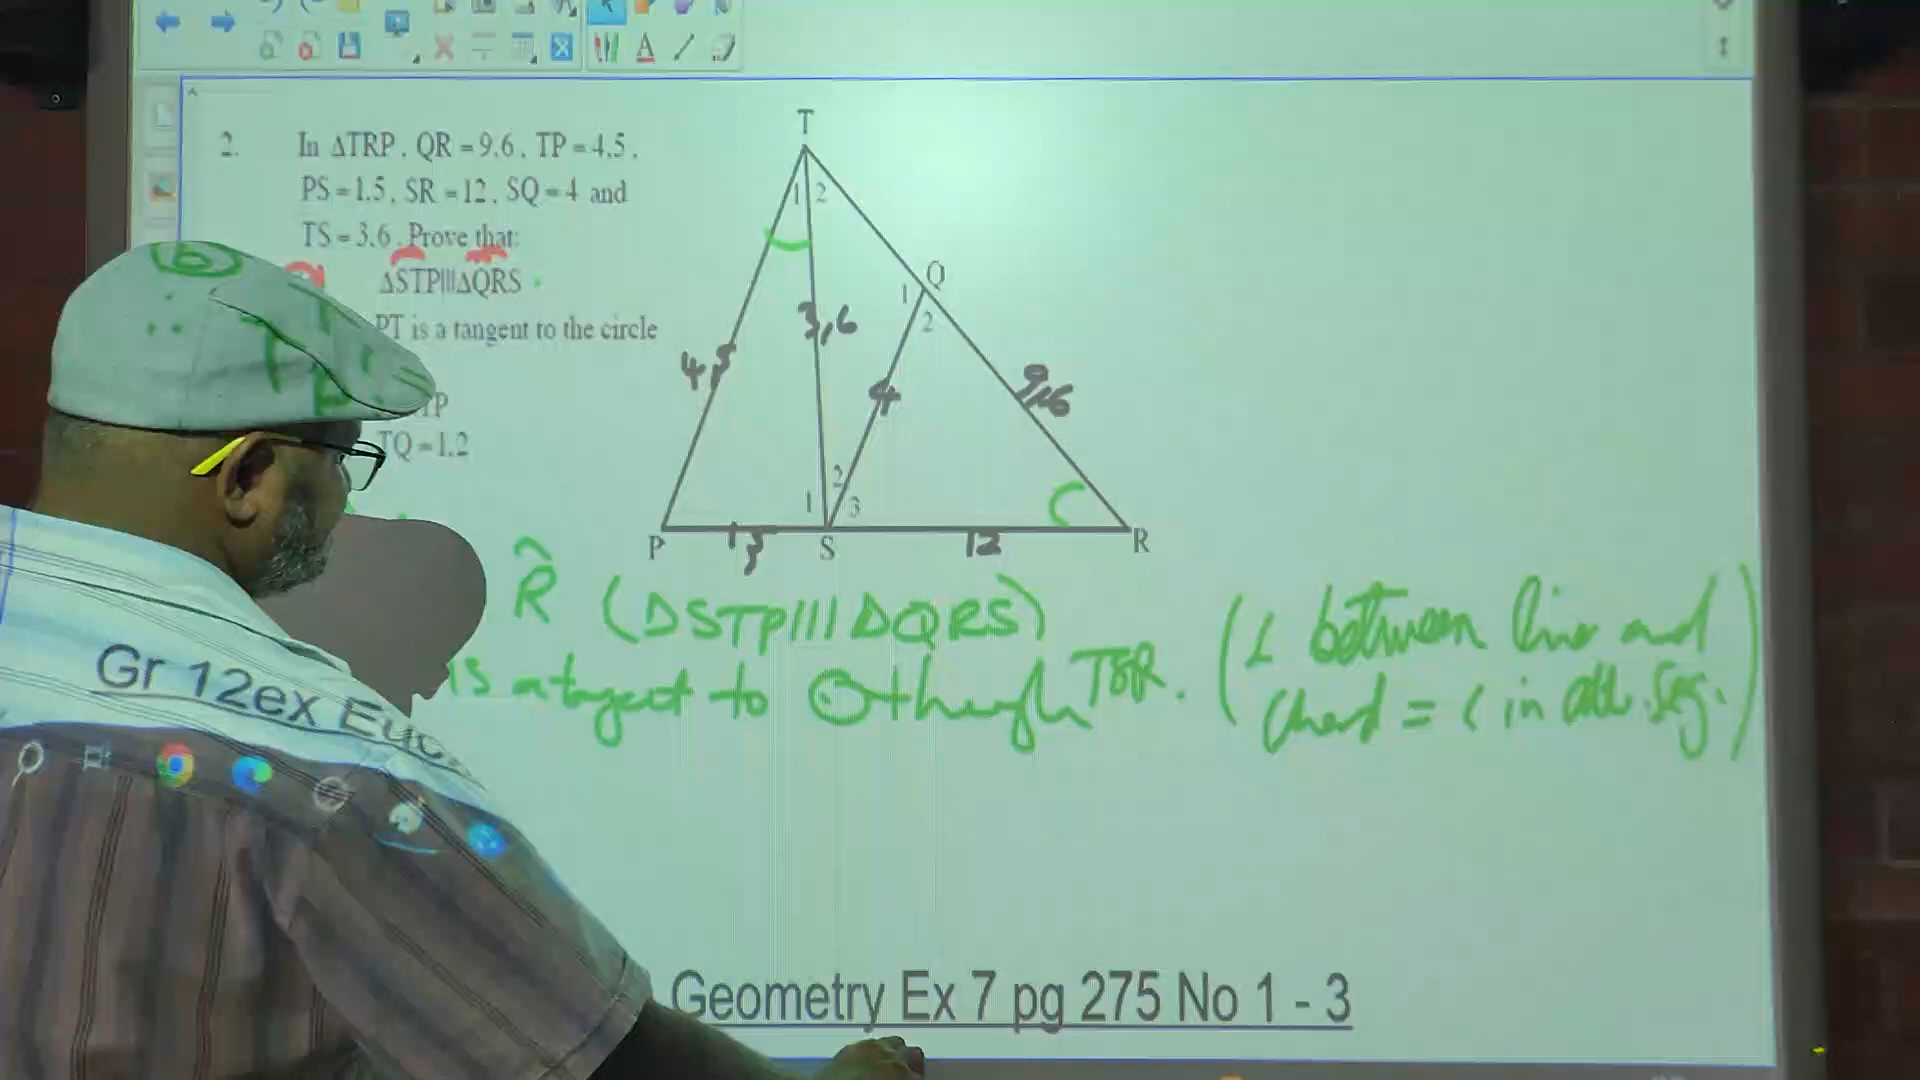 2. In ΔTRP, QR = 9,6, TP = 4,5,
PS = 1.5, SR = 12, SQ = 4 and
TS = 3,6. Prove that:
ΔSTP|||ΔQRS
PT is a tangent to the circle
TP
TQ = 1.2
T
1 2
Q
1
2
3,6
4,5
4
9,6
2
1 3
P
1,5
S
12
R
b
R̂ (ΔSTP///ΔQRS)
is a tangent to ⊙ through TSR. (∠ between line and
chord = ∠ in alt. seg.)
Gr 12ex Euc
Geometry Ex 7 pg 275 No 1 - 3